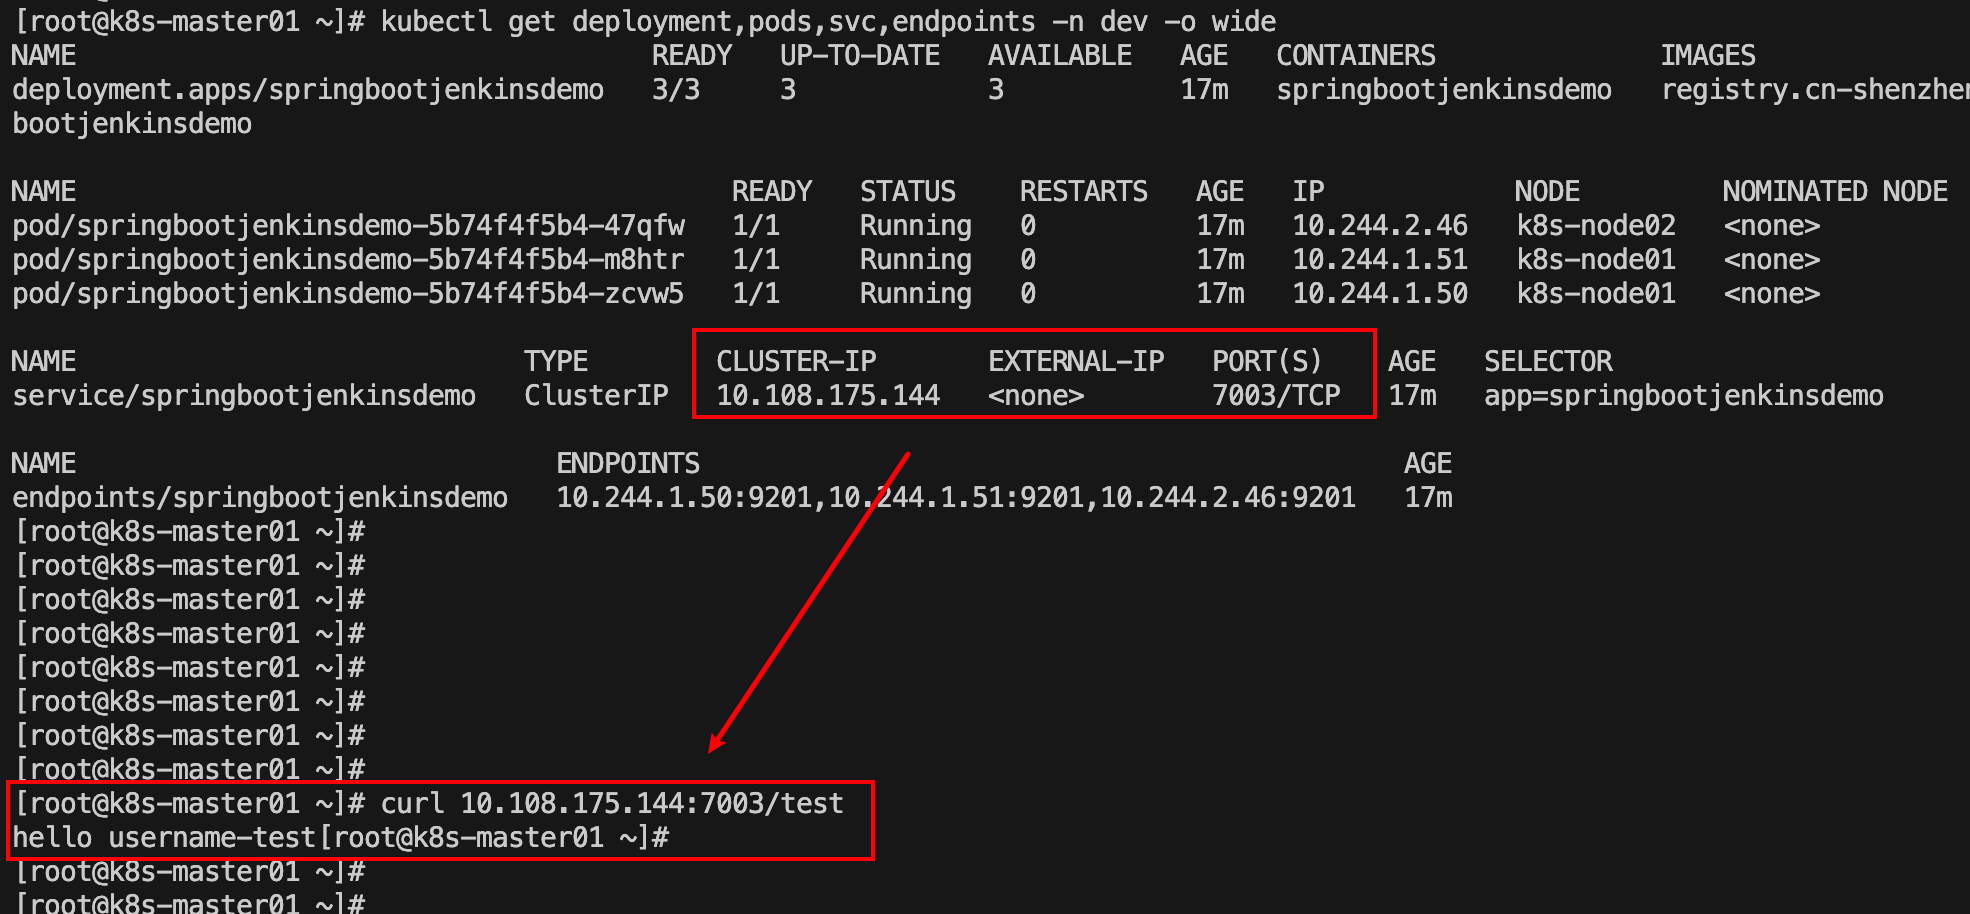 [root@k8s-master01 ~]# kubectl get deployment,pods,svc,endpoints -n dev -o wide
NAME READY UP-TO-DATE AVAILABLE AGE CONTAINERS IMAGES
deployment.apps/springbootjenkinsdemo 3/3 3 3 17m springbootjenkinsdemo registry.cn-shenzhen
bootjenkinsdemo
NAME READY STATUS RESTARTS AGE IP NODE NOMINATED NODE
pod/springbootjenkinsdemo-5b74f4f5b4-47qfw 1/1 Running 0 17m 10.244.2.46 k8s-node02 <none>
pod/springbootjenkinsdemo-5b74f4f5b4-m8htr 1/1 Running 0 17m 10.244.1.51 k8s-node01 <none>
pod/springbootjenkinsdemo-5b74f4f5b4-zcvw5 1/1 Running 0 17m 10.244.1.50 k8s-node01 <none>
NAME TYPE CLUSTER-IP EXTERNAL-IP PORT(S) AGE SELECTOR
service/springbootjenkinsdemo ClusterIP 10.108.175.144 <none> 7003/TCP 17m app=springbootjenkinsdemo
NAME ENDPOINTS AGE
endpoints/springbootjenkinsdemo 10.244.1.50:9201,10.244.1.51:9201,10.244.2.46:9201 17m
[root@k8s-master01 ~]#
[root@k8s-master01 ~]#
[root@k8s-master01 ~]#
[root@k8s-master01 ~]#
[root@k8s-master01 ~]#
[root@k8s-master01 ~]#
[root@k8s-master01 ~]#
[root@k8s-master01 ~]#
[root@k8s-master01 ~]# curl 10.108.175.144:7003/test
hello username-test[root@k8s-master01 ~]#
[root@k8s-master01 ~]#
[root@k8s-master01 ~]#